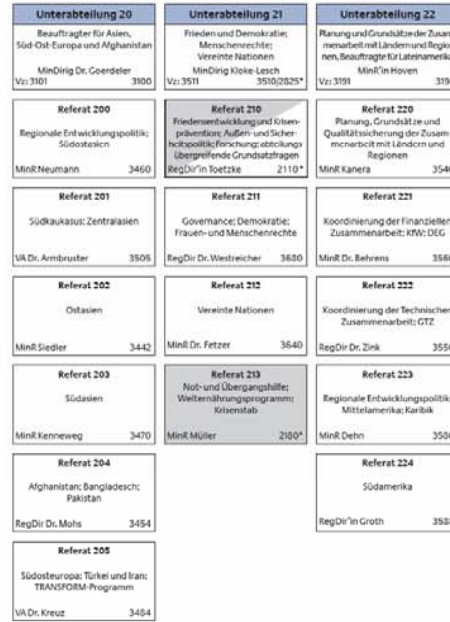 Unterabteilung 20
Beauftragter für Asien,
Süd-Ost-Europa und Afghanistan
MinDirig Dr. Goerdeler
Vz: 3101 3100
Referat 200
Regionale Entwicklungspolitik;
Südostasien
MinR Neumann 3460
Referat 201
Südkaukasus; Zentralasien
VA Dr. Armbruster 3505
Referat 202
Ostasien
MinR Siedler 3442
Referat 203
Südasien
MinR Kenneweg 3470
Referat 204
Afghanistan; Bangladesch;
Pakistan
RegDir Dr. Mohs 3454
Referat 205
Südosteuropa; Türkei und Iran;
TRANSFORM-Programm
VA Dr. Kreuz 3484
Unterabteilung 21
Frieden und Demokratie;
Menschenrechte;
Vereinte Nationen
MinDirig Kloke-Lesch
Vz: 3511 3510/2825*
Referat 210
Friedensentwicklung und Krisen-
prävention; Außen- und Sicher-
heitspolitik; Forschung; abteilungs
übergreifende Grundsatzfragen
RegDir'in Toetzke 2110*
Referat 211
Governance; Demokratie;
Frauen- und Menschenrechte
RegDir Dr. Westreicher 3680
Referat 212
Vereinte Nationen
MinR Dr. Fetzer 3640
Referat 213
Not- und Übergangshilfe;
Welternährungsprogramm;
Krisenstab
MinR Müller 2180*
Unterabteilung 22
Planung und Grundsätze der Zusam
menarbeit mit Ländern und Regio
nen, Beauftragte für Lateinamerika
MinR'in Hoven
Vz: 3191 319
Referat 220
Planung, Grundsätze und
Qualitätssicherung der Zusam
menarbeit mit Ländern und
Regionen
MinR Kanera 354
Referat 221
Koordinierung der Finanzieller
Zusammenarbeit; KfW; DEG
MinR Dr. Behrens 356
Referat 222
Koordinierung der Technischer
Zusammenarbeit; GTZ
RegDir Dr. Zink 355
Referat 223
Regionale Entwicklungspolitik
Mittelamerika; Karibik
MinR Dehn 358
Referat 224
Südamerika
RegDir'in Groth 358